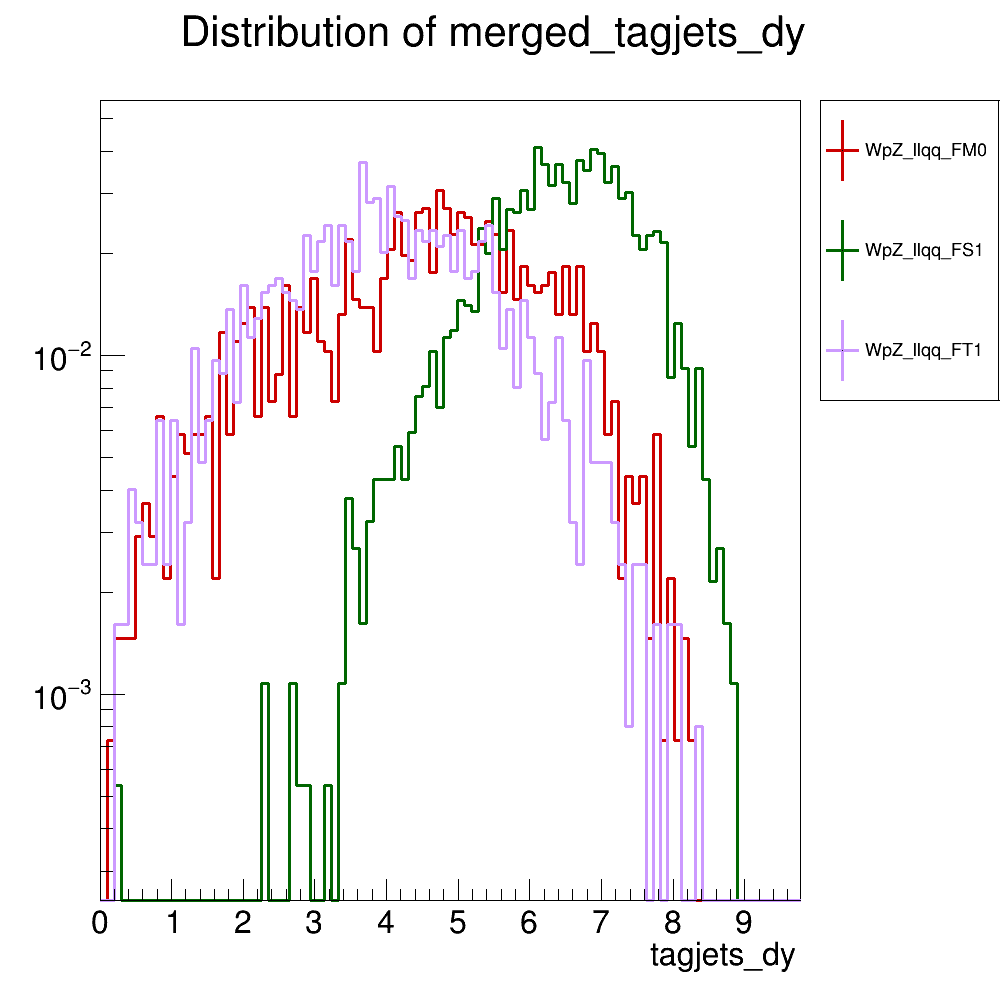 Distribution of merged_tagjets_dy
WpZ_llqq_FM0
WpZ_llqq_FS1
WpZ_llqq_FT1
10−2
10−3
0 1 2 3 4 5 6 7 8 9
tagjets_dy